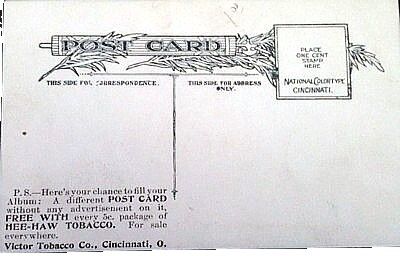 POST CARD
PLACE
ONE CENT
STAMP
HERE
NATIONAL COLORTYPE
CINCINNATI.
THIS SIDE FOR CORRESPONDENCE.
THIS SIDE FOR ADDRESS
ONLY.
P.S.—Here's your chance to fill your
Album: A different POST CARD
without any advertisement on it,
FREE WITH every 5c. package of
HEE-HAW TOBACCO. For sale
everywhere.
Victor Tobacco Co., Cincinnati, O.